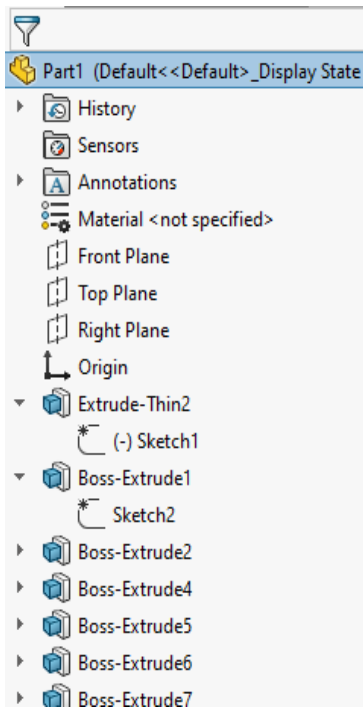 Part1 (Default<<Default>_Display State
History
Sensors
A Annotations
Material <not specified>
Front Plane
Top Plane
Right Plane
Origin
Extrude-Thin2
(-) Sketch1
Boss-Extrude1
Sketch2
Boss-Extrude2
Boss-Extrude4
Boss-Extrude5
Boss-Extrude6
Boss-Extrude7